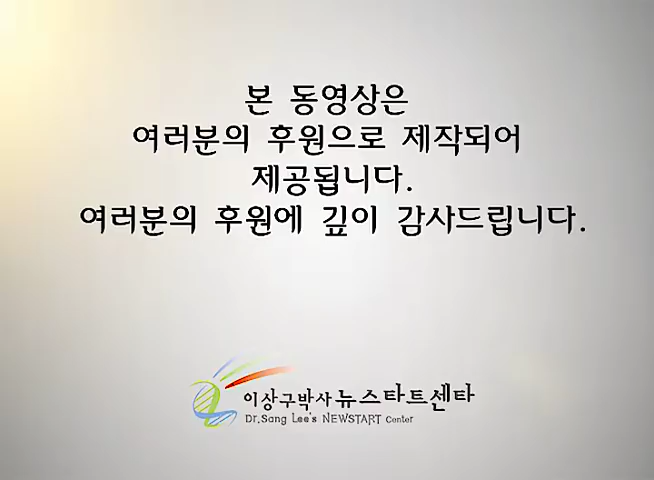 본 동영상은
여러분의 후원으로 제작되어
제공됩니다.
여러분의 후원에 깊이 감사드립니다.
이상구박사 뉴스타트센타
Dr.Sang Lee's NEWSTART Center